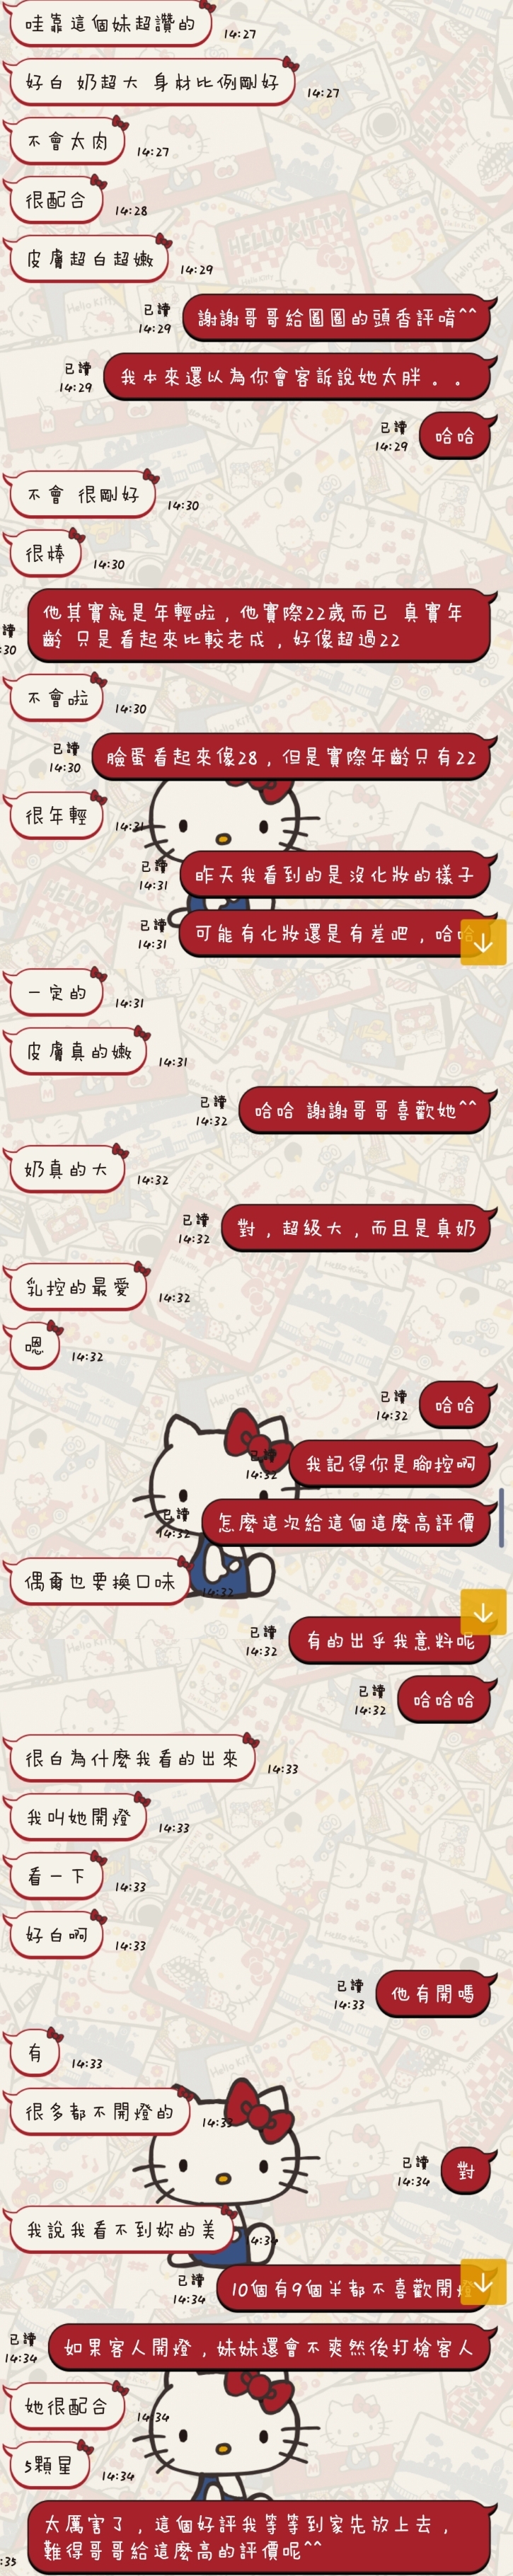 哇靠這個妹超讚的
14:27
好白 奶超大 身材比例剛好
14:27
不會太肉
14:27
很配合
14:28
皮膚超白超嫩
14:29
已讀
14:29
謝謝哥哥給圈圈的頭香評唷^^
已讀
14:29
我本來還以為你會客訴說她太胖。。
已讀
14:29
哈哈
不會 很剛好
14:30
很棒
14:30
讀
:30
他其實就是年輕啦，他實際22歲而已 真實年
齡 只是看起來比較老成，好像超過22
不會啦
14:30
已讀
14:30
臉蛋看起來像28，但是實際年齡只有22
很年輕
14:31
已讀
14:31
昨天我看到的是沒化妝的樣子
已讀
14:31
可能有化妝還是有差吧，哈哈
一定的
14:31
皮膚真的嫩
14:31
已讀
14:32
哈哈 謝謝哥哥喜歡她^^
奶真的大
14:32
已讀
14:32
對，超級大，而且是真奶
乳控的最愛
14:32
嗯
14:32
已讀
14:32
哈哈
已讀
14:32
我記得你是腳控啊
已讀
14:32
怎麼這次給這個這麼高評價
偶爾也要換口味
14:32
已讀
14:32
有的出乎我意料呢
已讀
14:32
哈哈哈
很白為什麼我看的出來
14:33
我叫她開燈
14:33
看一下
14:33
好白啊
14:33
已讀
14:33
他有開嗎
有
14:33
很多都不開燈的
14:33
已讀
14:34
對
我說我看不到妳的美
14:34
已讀
14:34
10個有9個半都不喜歡開
已讀
14:34
如果客人開燈，妹妹還會不爽然後打槍客人
她很配合
14:34
5顆星
14:34
:35
太厲害了，這個好評我等等到家先放上去，
難得哥哥給這麼高的評價呢^^
HELLO KITTY